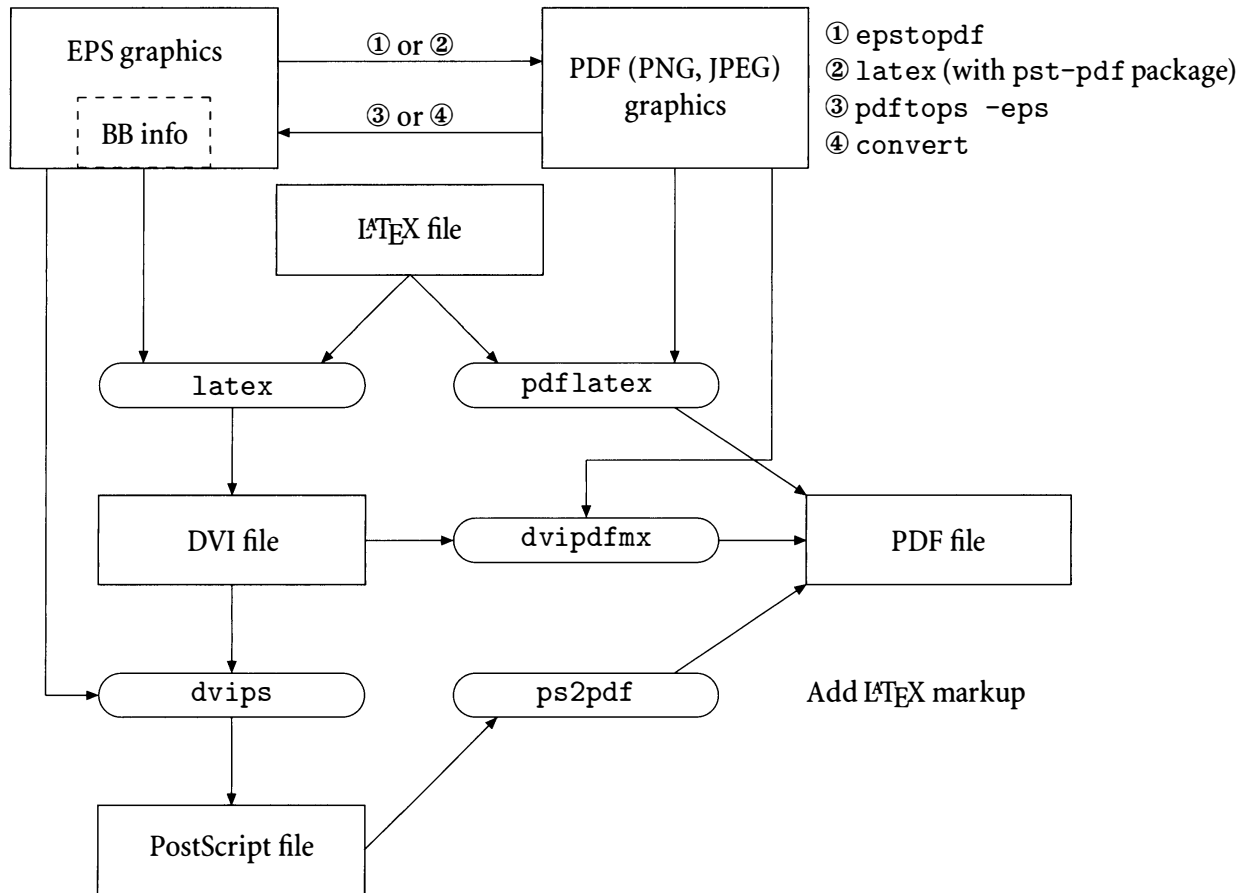 EPS graphics
BB info
① or ②
③ or ④
PDF (PNG, JPEG)
graphics
① epstopdf
② latex (with pst-pdf package)
③ pdftops -eps
④ convert
LATEX file
latex
pdflatex
DVI file
dvipdfmx
PDF file
dvips
ps2pdf
Add LATEX markup
PostScript file